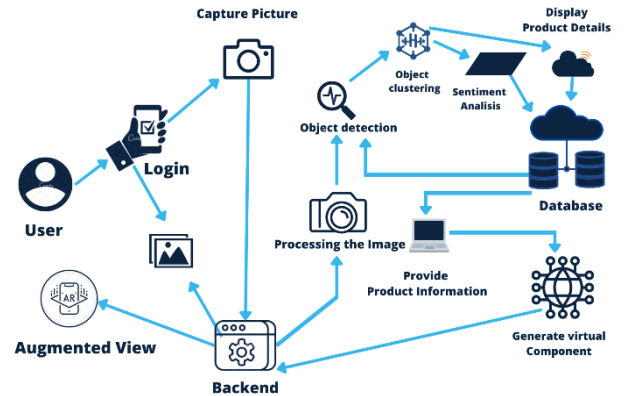 Capture Picture
Display
Product Details
Object
clustering
Sentiment
Analisis
Object detection
Login
User
Database
Processing the Image
Provide
Product Information
AR
Generate virtual
Component
Augmented View
Backend